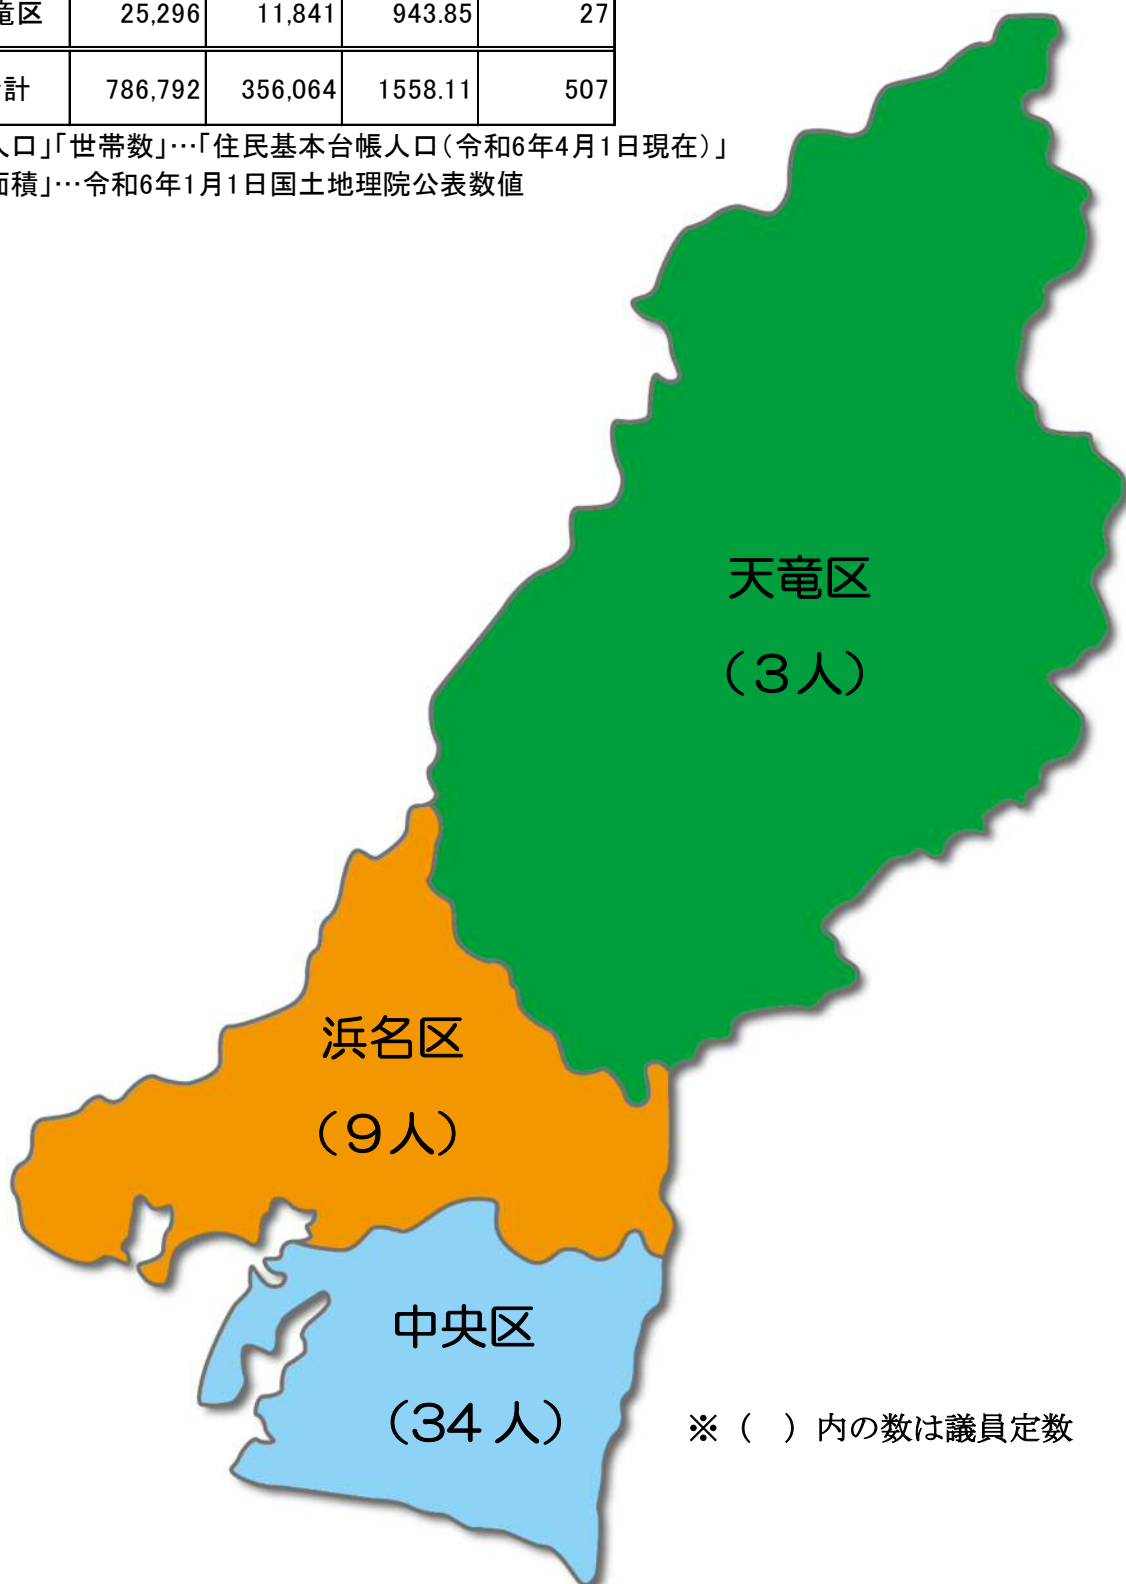 竜区 25,296 11,841 943.85 27
計 786,792 356,064 1558.11 507
人口」「世帯数」…「住民基本台帳人口（令和6年4月1日現在）」
面積」…令和6年1月1日国土地理院公表数値
天竜区
（３人）
浜名区
（９人）
中央区
（34 人）
※（　）内の数は議員定数